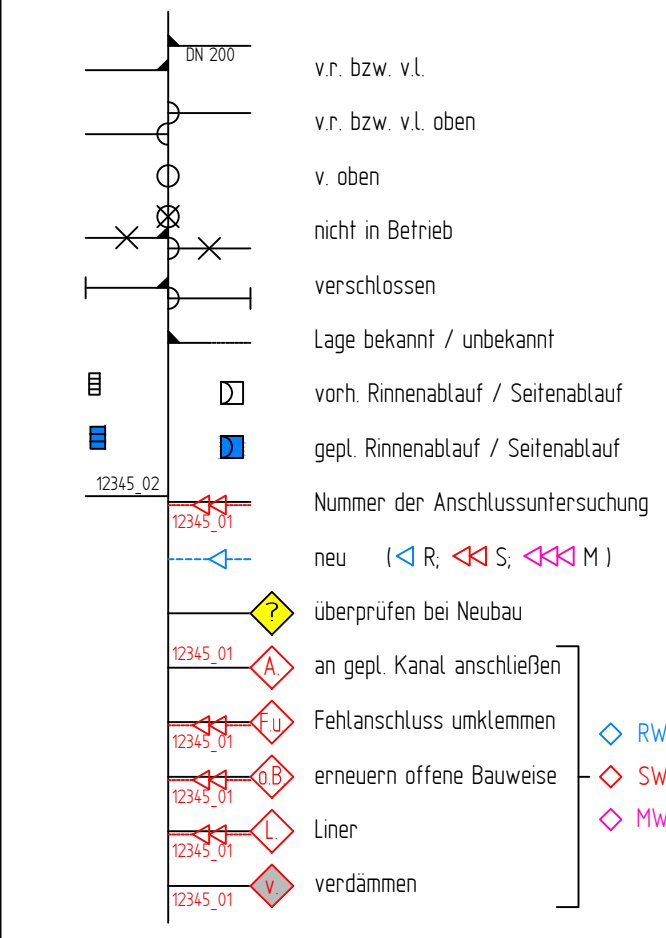 DN 200
v.r. bzw. v.l.
v.r. bzw. v.l. oben
v. oben
nicht in Betrieb
verschlossen
Lage bekannt / unbekannt
vorh. Rinnenablauf / Seitenablauf
gepl. Rinnenablauf / Seitenablauf
12345_02
12345_01 Nummer der Anschlussuntersuchung
neu ( R; S; M )
? überprüfen bei Neubau
12345_01 A. an gepl. Kanal anschließen
12345_01 F.u Fehlanschluss umklemmen
RW
12345_01 o.B erneuern offene Bauweise
SW
12345_01 L. Liner
MW
12345_01 v. verdämmen